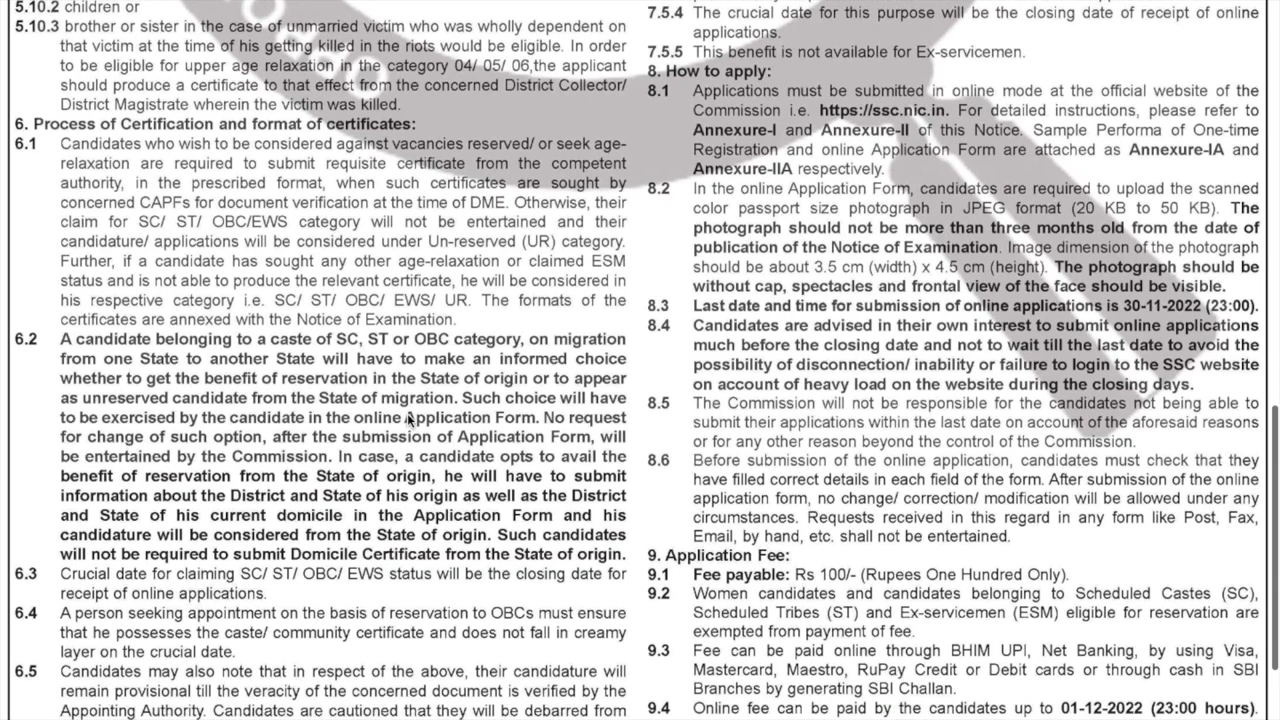 5.10.2 children or
5.10.3 brother or sister in the case of unmarried victim who was wholly dependent on
that victim at the time of his getting killed in the riots would be eligible. In order
to be eligible for upper age relaxation in the category 04/ 05/ 06,the applicant
should produce a certificate to that effect from the concerned District Collector/
District Magistrate wherein the victim was killed.
6. Process of Certification and format of certificates:
6.1 Candidates who wish to be considered against vacancies reserved/ or seek age-
relaxation are required to submit requisite certificate from the competent
authority, in the prescribed format, when such certificates are sought by
concerned CAPFs for document verification at the time of DME. Otherwise, their
claim for SC/ ST/ OBC/EWS category will not be entertained and their
candidature/ applications will be considered under Un-reserved (UR) category.
Further, if a candidate has sought any other age-relaxation or claimed ESM
status and is not able to produce the relevant certificate, he will be considered in
his respective category i.e. SC/ ST/ OBC/ EWS/ UR. The formats of the
certificates are annexed with the Notice of Examination.
6.2 A candidate belonging to a caste of SC, ST or OBC category, on migration
from one State to another State will have to make an informed choice
whether to get the benefit of reservation in the State of origin or to appear
as unreserved candidate from the State of migration. Such choice will have
to be exercised by the candidate in the online Application Form. No request
for change of such option, after the submission of Application Form, will
be entertained by the Commission. In case, a candidate opts to avail the
benefit of reservation from the State of origin, he will have to submit
information about the District and State of his origin as well as the District
and State of his current domicile in the Application Form and his
candidature will be considered from the State of origin. Such candidates
will not be required to submit Domicile Certificate from the State of origin.
6.3 Crucial date for claiming SC/ ST/ OBC/ EWS status will be the closing date for
receipt of online applications.
6.4 A person seeking appointment on the basis of reservation to OBCs must ensure
that he possesses the caste/ community certificate and does not fall in creamy
layer on the crucial date.
6.5 Candidates may also note that in respect of the above, their candidature will
remain provisional till the veracity of the concerned document is verified by the
Appointing Authority. Candidates are cautioned that they will be debarred from
7.5.4 The crucial date for this purpose will be the closing date of receipt of online
applications.
7.5.5 This benefit is not available for Ex-servicemen.
8. How to apply:
8.1 Applications must be submitted in online mode at the official website of the
Commission i.e. https://ssc.nic.in. For detailed instructions, please refer to
Annexure-I and Annexure-II of this Notice. Sample Performa of One-time
Registration and online Application Form are attached as Annexure-IA and
Annexure-IIA respectively.
8.2 In the online Application Form, candidates are required to upload the scanned
color passport size photograph in JPEG format (20 KB to 50 KB). The
photograph should not be more than three months old from the date of
publication of the Notice of Examination. Image dimension of the photograph
should be about 3.5 cm (width) x 4.5 cm (height). The photograph should be
without cap, spectacles and frontal view of the face should be visible.
8.3 Last date and time for submission of online applications is 30-11-2022 (23:00).
8.4 Candidates are advised in their own interest to submit online applications
much before the closing date and not to wait till the last date to avoid the
possibility of disconnection/ inability or failure to login to the SSC website
on account of heavy load on the website during the closing days.
8.5 The Commission will not be responsible for the candidates not being able to
submit their applications within the last date on account of the aforesaid reasons
or for any other reason beyond the control of the Commission.
8.6 Before submission of the online application, candidates must check that they
have filled correct details in each field of the form. After submission of the online
application form, no change/ correction/ modification will be allowed under any
circumstances. Requests received in this regard in any form like Post, Fax,
Email, by hand, etc. shall not be entertained.
9. Application Fee:
9.1 Fee payable: Rs 100/- (Rupees One Hundred Only).
9.2 Women candidates and candidates belonging to Scheduled Castes (SC),
Scheduled Tribes (ST) and Ex-servicemen (ESM) eligible for reservation are
exempted from payment of fee.
9.3 Fee can be paid online through BHIM UPI, Net Banking, by using Visa,
Mastercard, Maestro, RuPay Credit or Debit cards or through cash in SBI
Branches by generating SBI Challan.
9.4 Online fee can be paid by the candidates up to 01-12-2022 (23:00 hours).